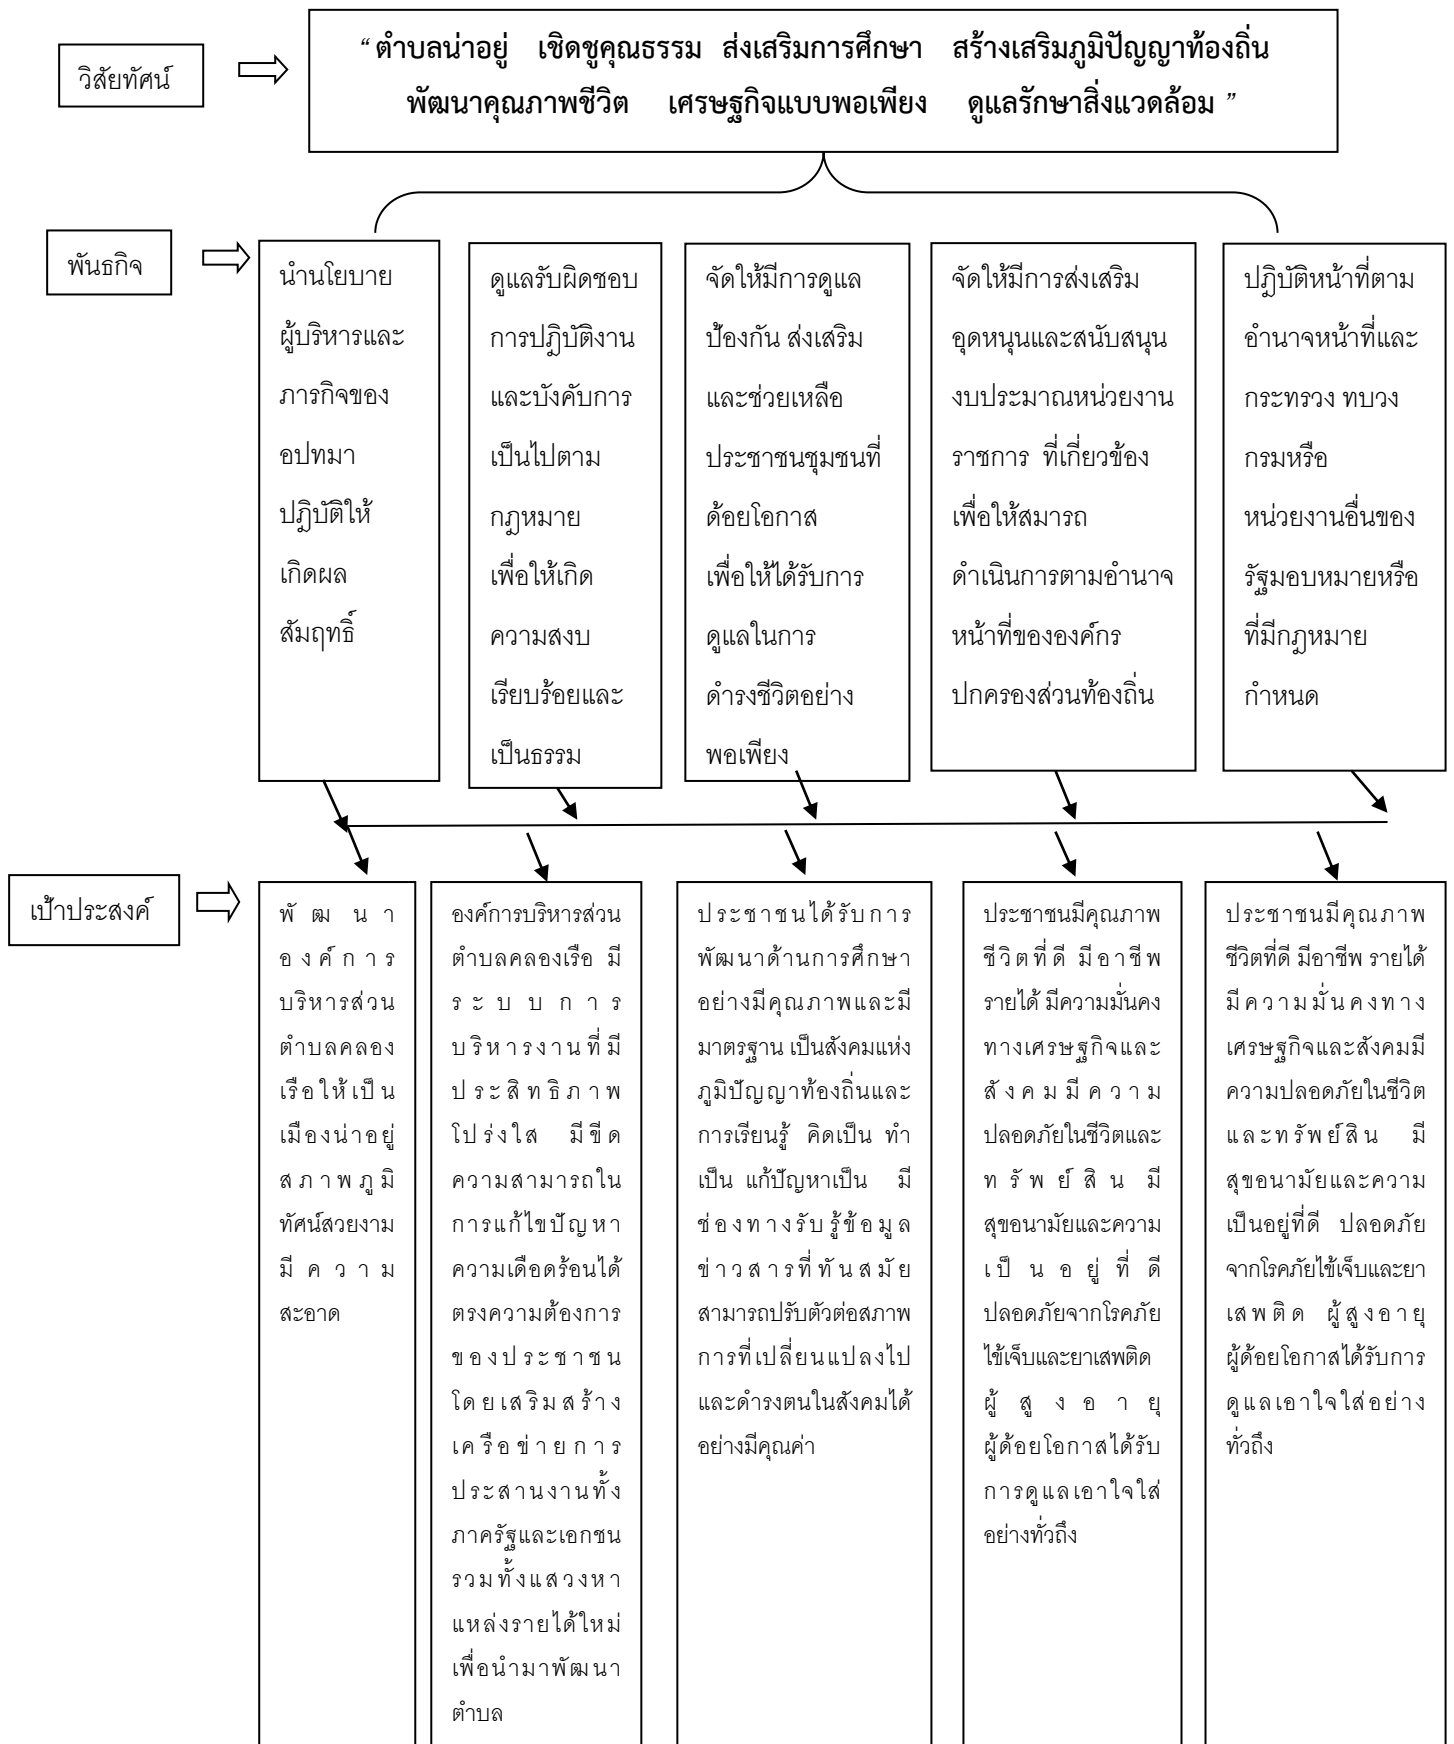 วิสัยทัศน์
“ ตำบลน่าอยู่ เชิดชูคุณธรรม ส่งเสริมการศึกษา สร้างเสริมภูมิปัญญาท้องถิ่น
พัฒนาคุณภาพชีวิต เศรษฐกิจแบบพอเพียง ดูแลรักษาสิ่งแวดล้อม ”
พันธกิจ
นำนโยบาย
ผู้บริหารและ
ภารกิจของ
อปทมา
ปฏิบัติให้
เกิดผล
สัมฤทธิ์
ดูแลรับผิดชอบ
การปฏิบัติงาน
และบังคับการ
เป็นไปตาม
กฎหมาย
เพื่อให้เกิด
ความสงบ
เรียบร้อยและ
เป็นธรรม
จัดให้มีการดูแล
ป้องกัน ส่งเสริม
และช่วยเหลือ
ประชาชนชุมชนที่
ด้อยโอกาส
เพื่อให้ได้รับการ
ดูแลในการ
ดำรงชีวิตอย่าง
พอเพียง
จัดให้มีการส่งเสริม
อุดหนุนและสนับสนุน
งบประมาณหน่วยงาน
ราชการ ที่เกี่ยวข้อง
เพื่อให้สมารถ
ดำเนินการตามอำนาจ
หน้าที่ขององค์กร
ปกครองส่วนท้องถิ่น
ปฏิบัติหน้าที่ตาม
อำนาจหน้าที่และ
กระทรวง ทบวง
กรมหรือ
หน่วยงานอื่นของ
รัฐมอบหมายหรือ
ที่มีกฎหมาย
กำหนด
เป้าประสงค์
พัฒนา
องค์การ
บริหารส่วน
ตำบลคลอง
เรือให้เป็น
เมืองน่าอยู่
สภาพภูมิ
ทัศน์สวยงาม
มีความ
สะอาด
องค์การบริหารส่วน
ตำบลคลองเรือ มี
ระบบการ
บริหารงานที่มี
ประสิทธิภาพ
โปร่งใส มีขีด
ความสามารถใน
การแก้ไขปัญหา
ความเดือดร้อนได้
ตรงความต้องการ
ของประชาชน
โดยเสริมสร้าง
เครือข่ายการ
ประสานงานทั้ง
ภาครัฐและเอกชน
รวมทั้งแสวงหา
แหล่งรายได้ใหม่
เพื่อนำมาพัฒนา
ตำบล
ประชาชนได้รับการ
พัฒนาด้านการศึกษา
อย่างมีคุณภาพและมี
มาตรฐาน เป็นสังคมแห่ง
ภูมิปัญญาท้องถิ่นและ
การเรียนรู้ คิดเป็น ทำ
เป็น แก้ปัญหาเป็น มี
ช่องทางรับรู้ข้อมูล
ข่าวสารที่ทันสมัย
สามารถปรับตัวต่อสภาพ
การที่เปลี่ยนแปลงไป
และดำรงตนในสังคมได้
อย่างมีคุณค่า
ประชาชนมีคุณภาพ
ชีวิตที่ดี มีอาชีพ
รายได้ มีความมั่นคง
ทางเศรษฐกิจและ
สังคมมีความ
ปลอดภัยในชีวิตและ
ทรัพย์สิน มี
สุขอนามัยและความ
เป็นอยู่ที่ดี
ปลอดภัยจากโรคภัย
ไข้เจ็บและยาเสพติด
ผู้สูงอายุ
ผู้ด้อยโอกาสได้รับ
การดูแลเอาใจใส่
อย่างทั่วถึง
ประชาชนมีคุณภาพ
ชีวิตที่ดี มีอาชีพ รายได้
มีความมั่นคงทาง
เศรษฐกิจและสังคมมี
ความปลอดภัยในชีวิต
และทรัพย์สิน มี
สุขอนามัยและความ
เป็นอยู่ที่ดี ปลอดภัย
จากโรคภัยไข้เจ็บและยา
เสพติด ผู้สูงอายุ
ผู้ด้อยโอกาสได้รับการ
ดูแลเอาใจใส่อย่าง
ทั่วถึง